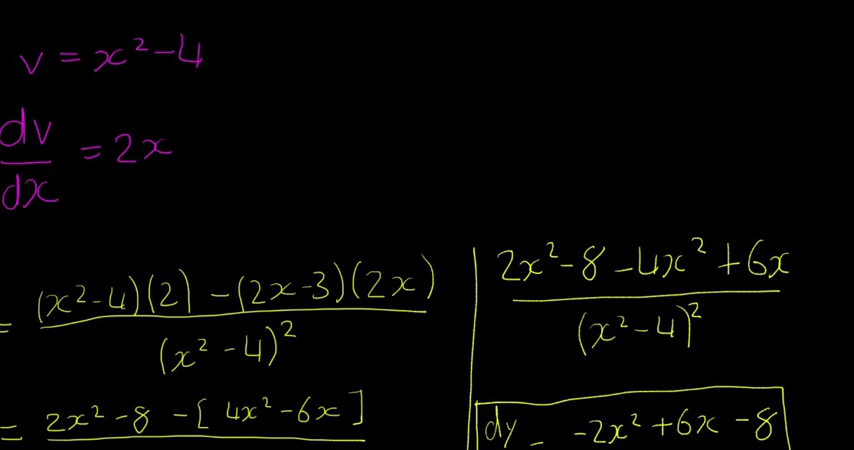 v = x² - 4
dv/dx = 2x
= (x² - 4)(2) - (2x - 3)(2x)
(x² - 4)²
= 2x² - 8 - [ 4x² - 6x ]
2x² - 8 - 4x² + 6x
(x² - 4)²
dy = -2x² + 6x - 8